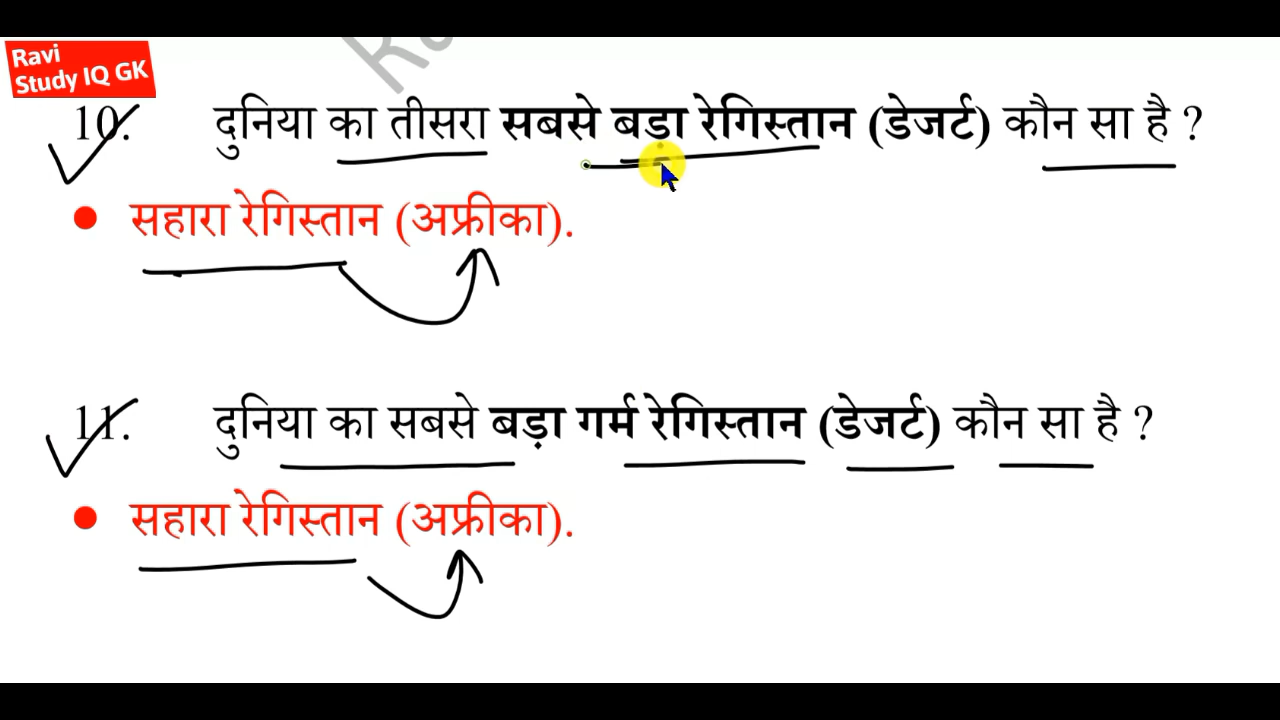 Ravi
Study IQ GK
10. दुनिया का तीसरा सबसे बड़ा रेगिस्तान (डेजर्ट) कौन सा है ?
• सहारा रेगिस्तान (अफ्रीका).
11. दुनिया का सबसे बड़ा गर्म रेगिस्तान (डेजर्ट) कौन सा है ?
• सहारा रेगिस्तान (अफ्रीका).